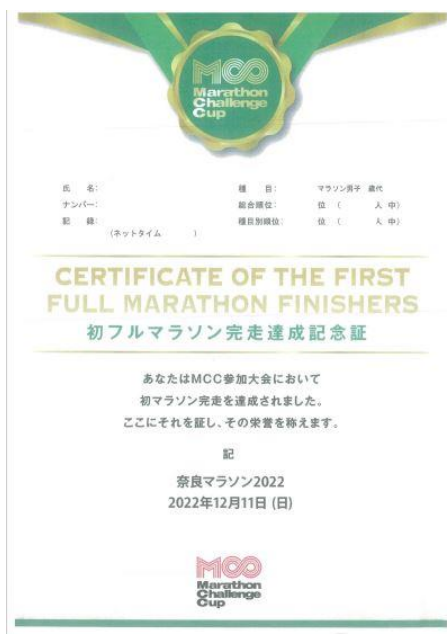 MCC
Marathon
Challenge
Cup
氏 名: 種 目: マラソン男子 歳代
ナンバー: 総合順位: 位 ( 人 中)
記 録: 種目別順位: 位 ( 人 中)
(ネットタイム )
CERTIFICATE OF THE FIRST
FULL MARATHON FINISHERS
初フルマラソン完走達成記念証
あなたはMCC参加大会において
初マラソン完走を達成されました。
ここにそれを証し、その栄誉を称えます。
記
奈良マラソン2022
2022年12月11日 (日)
MCC
Marathon
Challenge
Cup